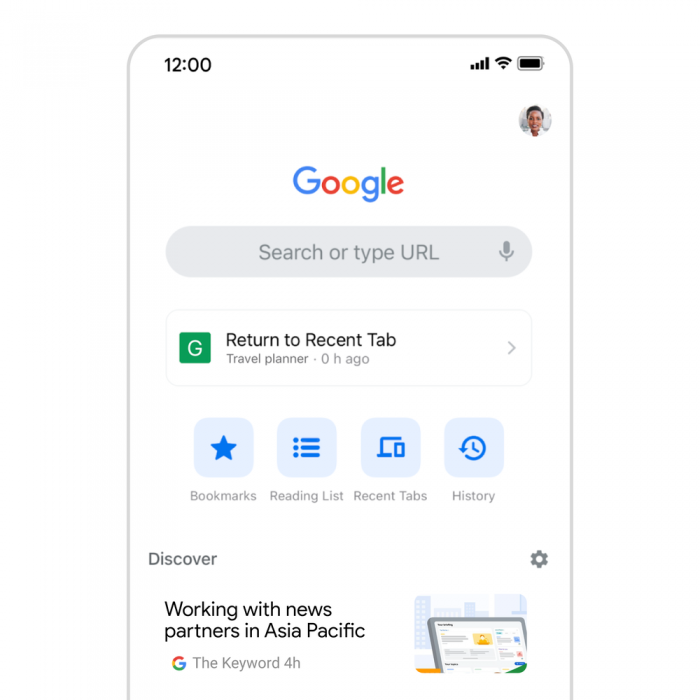 12:00
Google
Search or type URL
G
Return to Recent Tab
Travel planner · 0 h ago
Bookmarks Reading List Recent Tabs History
Discover
Working with news
partners in Asia Pacific
G The Keyword 4h